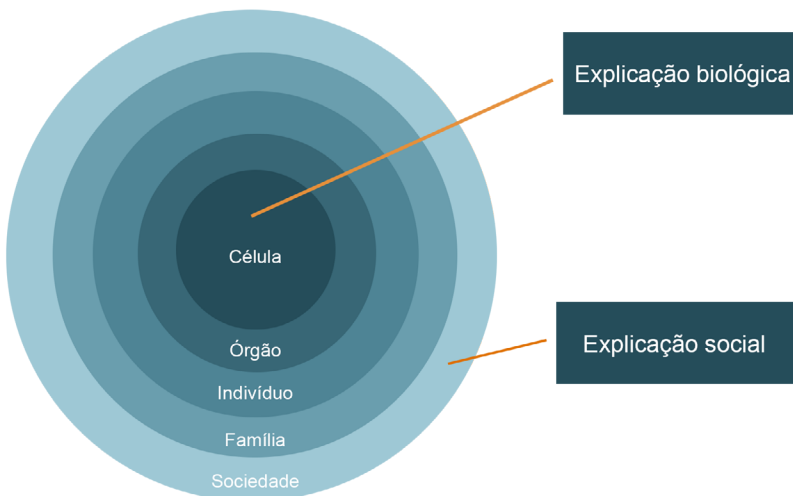 Explicação biológica
Célula
Explicação social
Órgão
Indivíduo
Família
Sociedade